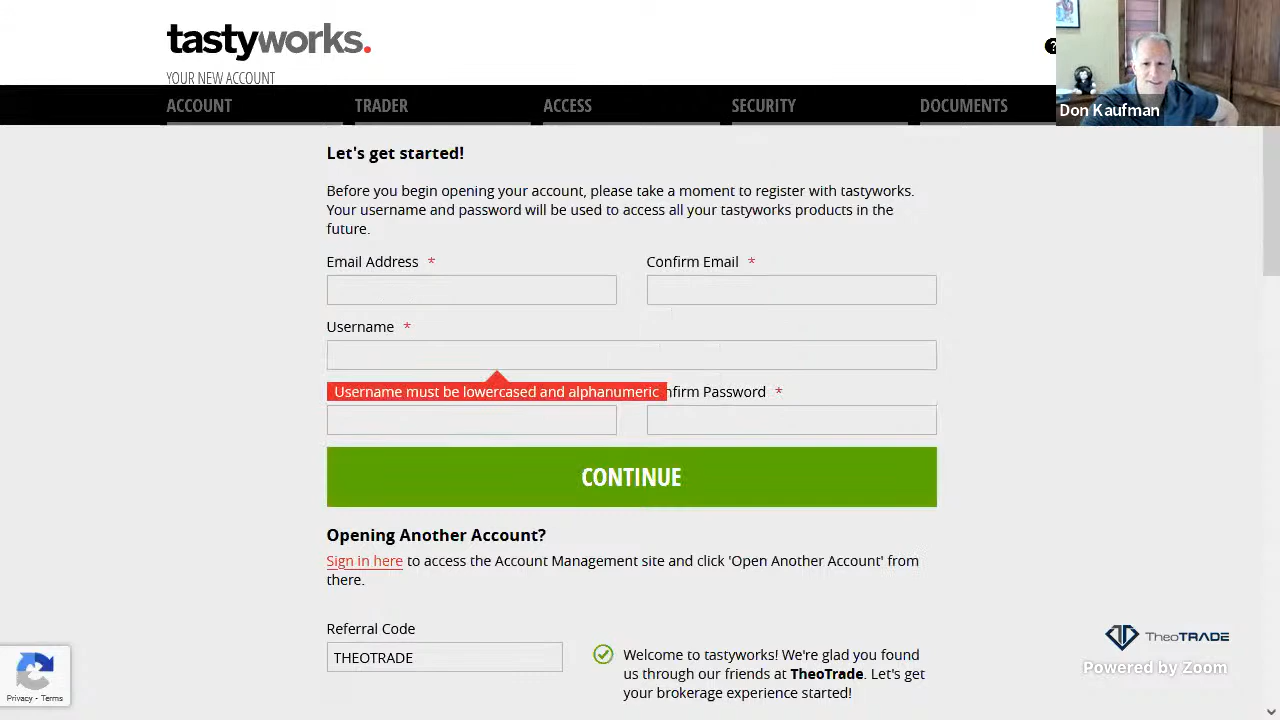 tastyworks.
YOUR NEW ACCOUNT
?
ACCOUNT TRADER ACCESS SECURITY DOCUMENTS
Don Kaufman
Let's get started!
Before you begin opening your account, please take a moment to register with tastyworks.
Your username and password will be used to access all your tastyworks products in the
future.
Email Address * Confirm Email *
Username *
Username must be lowercased and alphanumeric nfirm Password *
CONTINUE
Opening Another Account?
Sign in here to access the Account Management site and click 'Open Another Account' from
there.
Referral Code
THEOTRADE
Welcome to tastyworks! We're glad you found
us through our friends at TheoTrade. Let's get
your brokerage experience started!
TheoTRADE
Powered by Zoom
Privacy - Terms